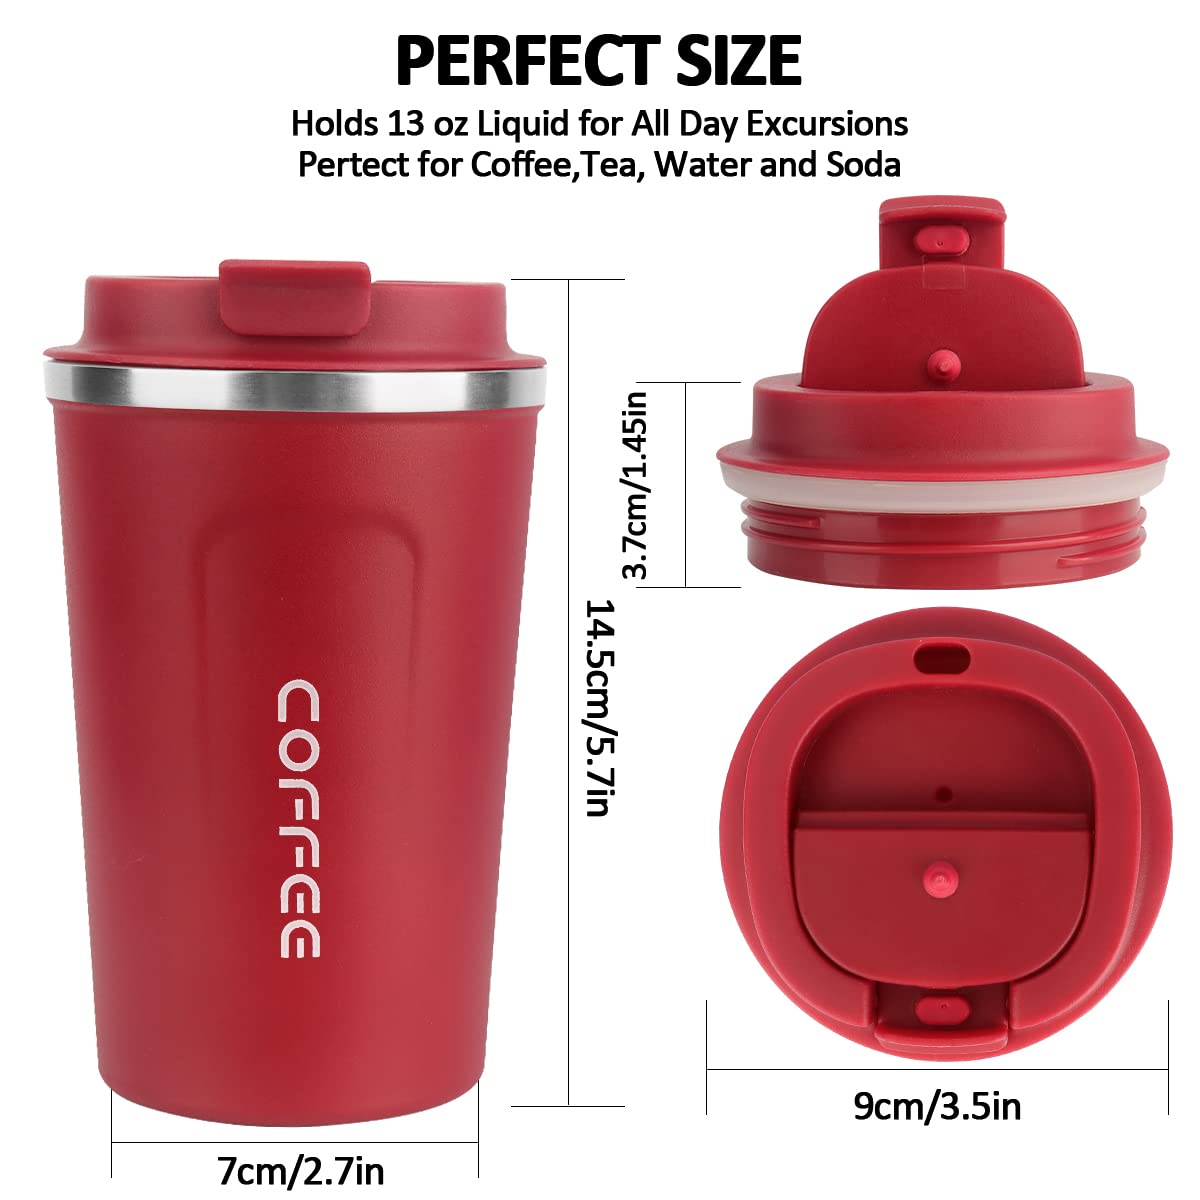 PERFECT SIZE
Holds 13 oz Liquid for All Day Excursions
Pertect for Coffee,Tea, Water and Soda
3.7cm/1.45in
14.5cm/5.7in
COFFEE
9cm/3.5in
7cm/2.7in